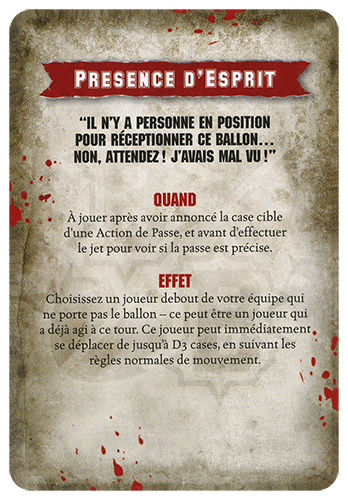 PRESENCE D'ESPRIT
“IL N'Y A PERSONNE EN POSITION
POUR RÉCEPTIONNER CE BALLON...
NON, ATTENDEZ ! J'AVAIS MAL VU !”
QUAND
À jouer après avoir annoncé la case cible
d'une Action de Passe, et avant d'effectuer
le jet pour voir si la passe est précise.
EFFET
Choisissez un joueur debout de votre équipe qui
ne porte pas le ballon – ce peut être un joueur qui
a déjà agi à ce tour. Ce joueur peut immédiatement
se déplacer de jusqu'à D3 cases, en suivant les
règles normales de mouvement.